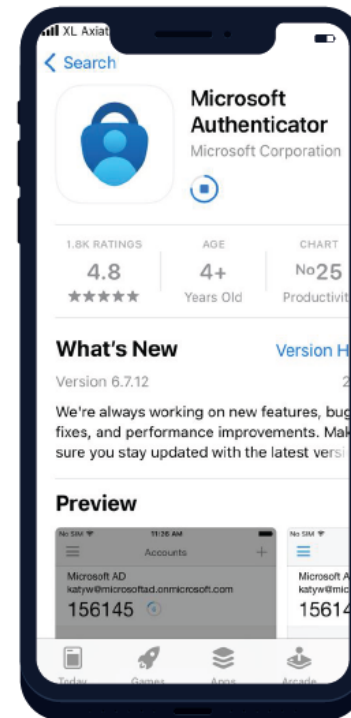 XL Axiat
Search
Microsoft
Authenticator
Microsoft Corporation
1.8K RATINGS
AGE
CHART
4.8
4+
No25
★★★★★
Years Old
Productivit
What's New
Version H
Version 6.7.12
2
We're always working on new features, bug
fixes, and performance improvements. Mak
sure you stay updated with the latest versi
Preview
No SIM
11:26 AM
No SIM
Accounts
Microsoft AD
Microsoft A
katyw@microsoftad.onmicrosoft.com
katyw@mic
156145
15614
Today
Games
Apps
Arcade